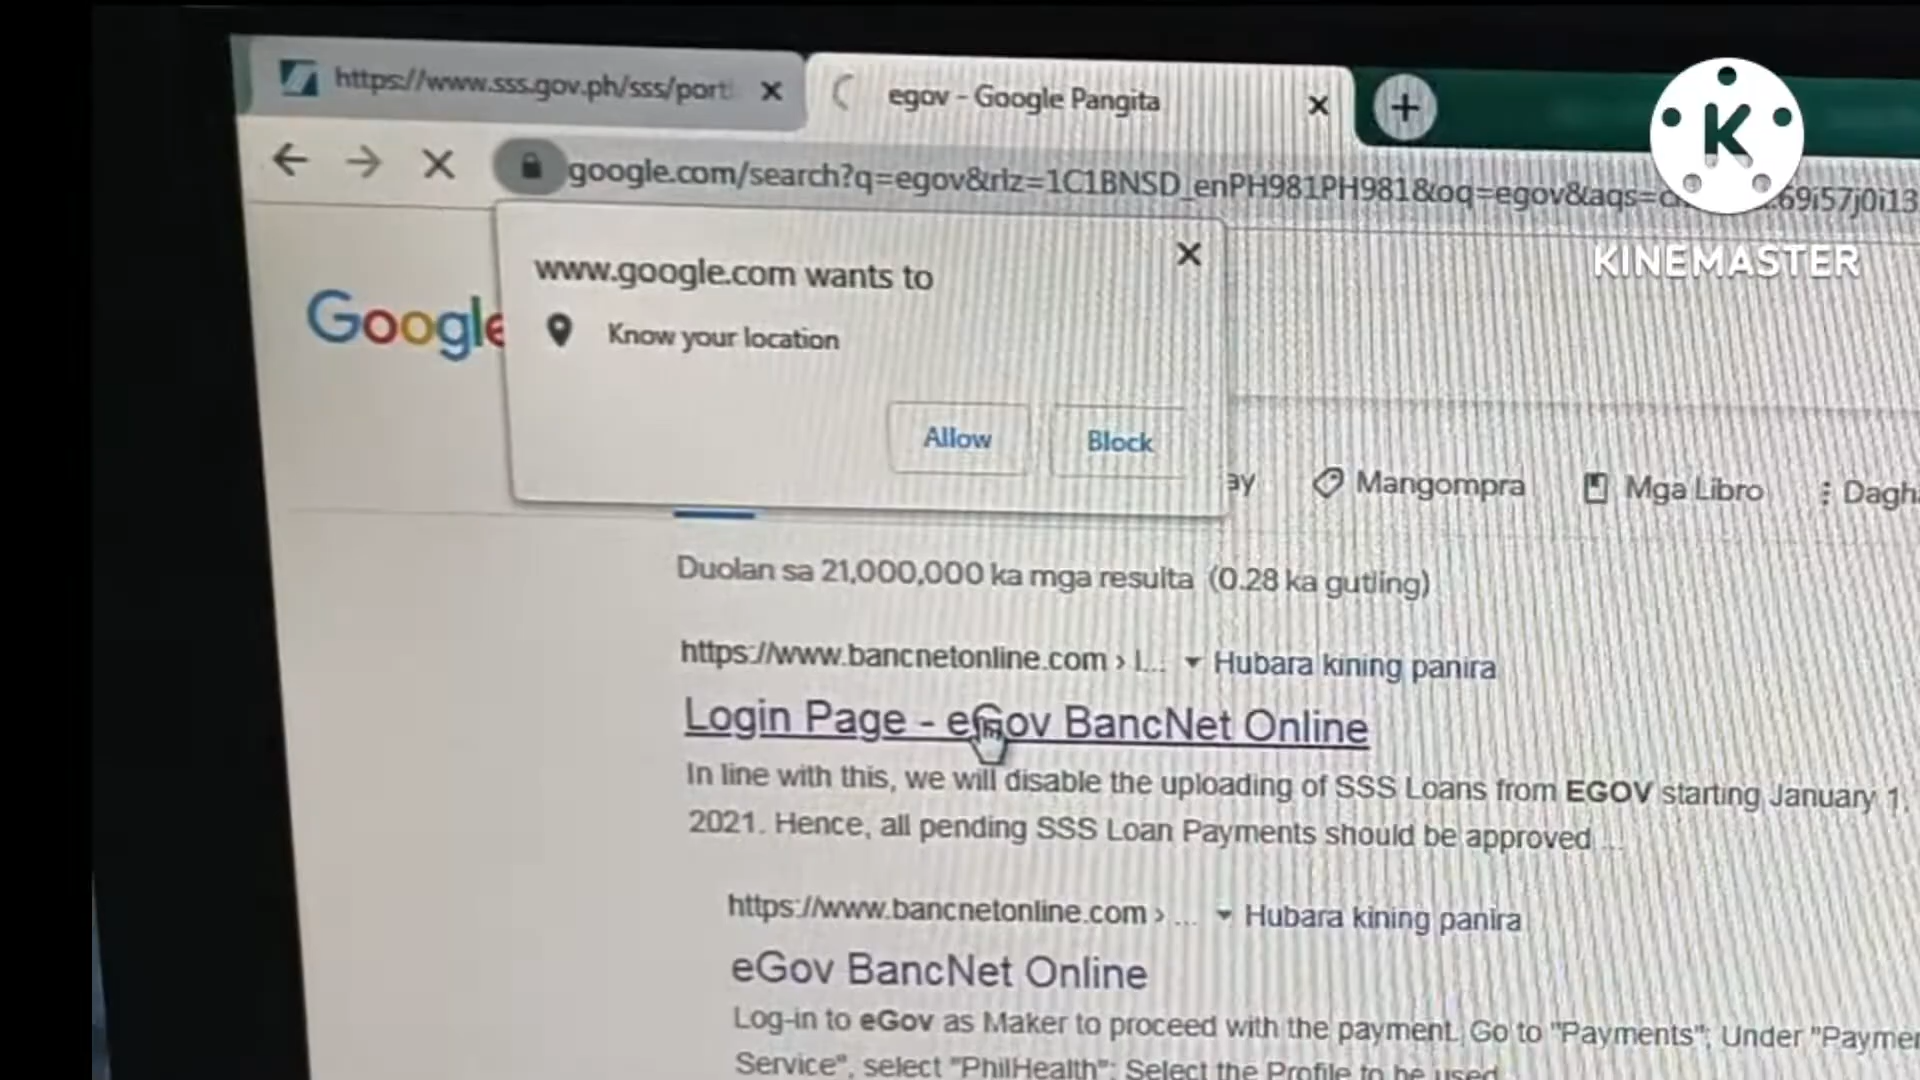 https://www.sss.gov.ph/sss/port
egov - Google Pangita
google.com/search?q=egov&rlz=1C1BNSD_enPH981PH981&oq=egov&aqs=c 69i57j0i13
K
KINEMASTER
www.google.com wants to
Know your location
Google
Allow Block
ay Mangompra Mga Libro Dagh
Duolan sa 21,000,000 ka mga resulta (0.28 ka gutling)
https://www.bancnetonline.com › l... Hubara kining panira
Login Page - eGov BancNet Online
In line with this, we will disable the uploading of SSS Loans from EGOV starting January 1,
2021. Hence, all pending SSS Loan Payments should be approved ...
https://www.bancnetonline.com › ... Hubara kining panira
eGov BancNet Online
Log-in to eGov as Maker to proceed with the payment. Go to "Payments"; Under "Paymen
Service", select "PhilHealth"; Select the Profile to be used